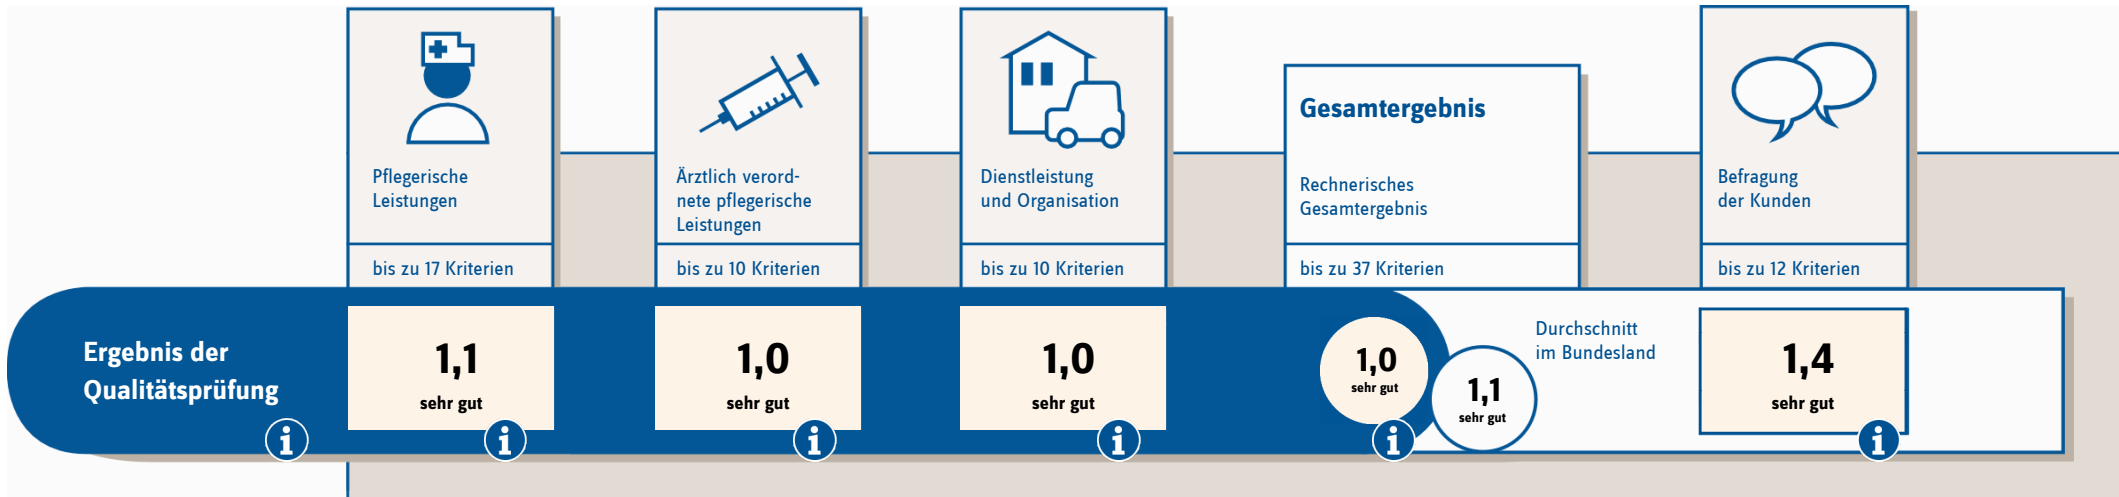 Pflegerische
Leistungen
bis zu 17 Kriterien
Ärztlich verord-
nete pflegerische
Leistungen
bis zu 10 Kriterien
Dienstleistung
und Organisation
bis zu 10 Kriterien
Gesamtergebnis
Rechnerisches
Gesamtergebnis
bis zu 37 Kriterien
Befragung
der Kunden
bis zu 12 Kriterien
Ergebnis der
Qualitätsprüfung
i
1,1
sehr gut
i
1,0
sehr gut
i
1,0
sehr gut
i
1,0
sehr gut
i
1,1
sehr gut
Durchschnitt
im Bundesland
1,4
sehr gut
i